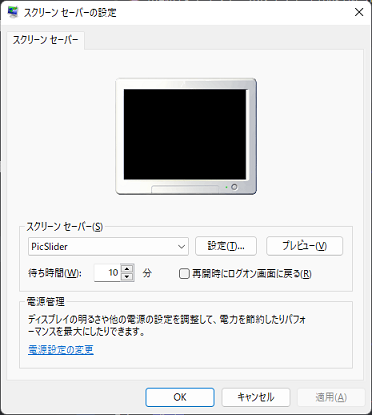 スクリーン セーバーの設定
スクリーン セーバー
スクリーン セーバー(S)
PicSlider
設定(T)...
プレビュー(V)
待ち時間(W):
10
分
再開時にログオン画面に戻る(R)
電源管理
ディスプレイの明るさや他の電源の設定を調整して、電力を節約したりパフォ
ーマンスを最大にしたりできます。
電源設定の変更
OK
キャンセル
適用(A)